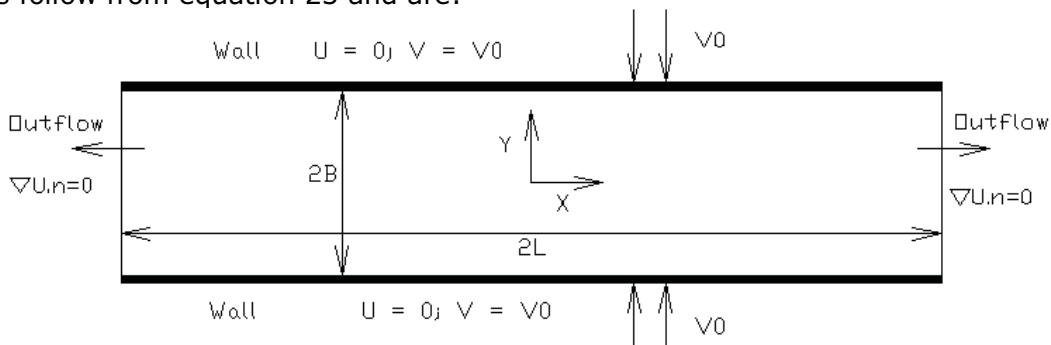 s follow from equation 25 and are:
Wall U = 0; V = V0 V0
Outflow Outflow
Y
∇U.n=0 2B ∇U.n=0
X
2L
Wall U = 0; V = V0 V0